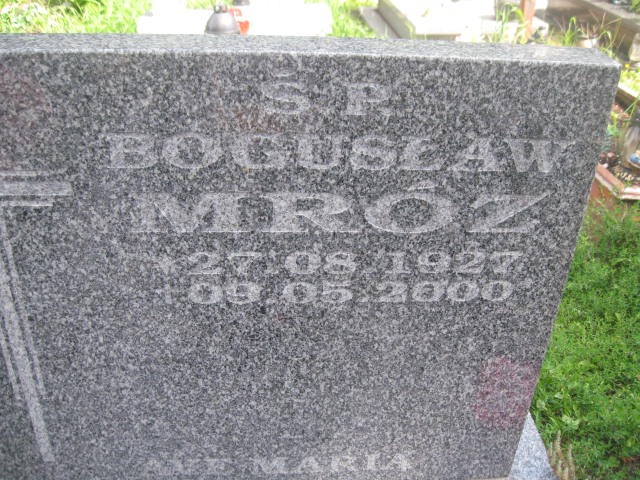 Ś P.
BOGUSŁAW
MRÓZ
*27.08.1927
+09.05.2000
AVE MARIA